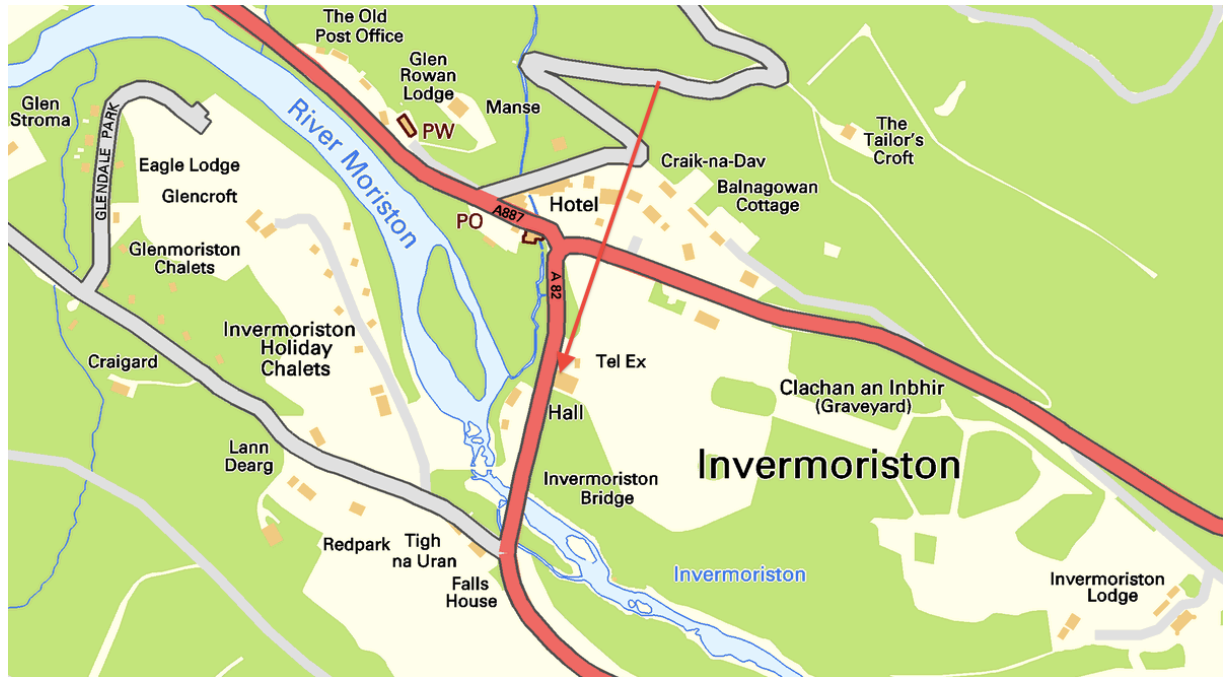 The Old
Post Office
Glen
Rowan
Lodge
Manse
PW
Glen
Stroma
GLENDALE PARK
River Moriston
Eagle Lodge
Glencroft
The
Tailor's
Croft
Craik-na-Dav
Balnagowan
Cottage
Hotel
PO
A887
A 82
Glenmoriston
Chalets
Invermoriston
Holiday
Chalets
Craigard
Tel Ex
Hall
Clachan an Inbhir
(Graveyard)
Lann
Dearg
Invermoriston
Invermoriston
Bridge
Redpark
Tigh
na Uran
Falls
House
Invermoriston
Invermoriston
Lodge